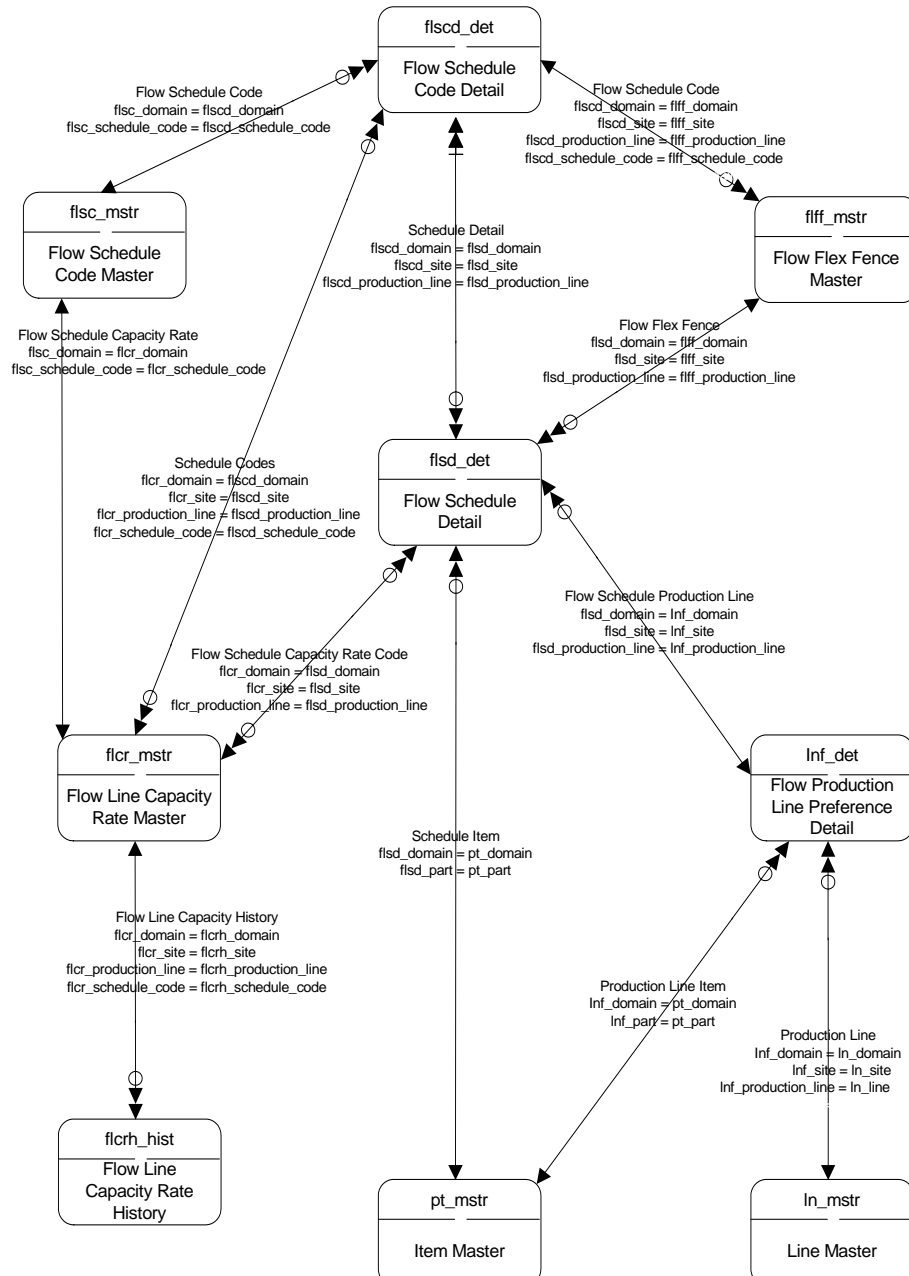 flscd_det
Flow Schedule
Code Detail
Flow Schedule Code
flsc_domain = flscd_domain
flsc_schedule_code = flscd_schedule_code
Flow Schedule Code
flscd_domain = flff_domain
flscd_site = flff_site
flscd_production_line = flff_production_line
flscd_schedule_code = flff_schedule_code
flsc_mstr
Flow Schedule
Code Master
flff_mstr
Flow Flex Fence
Master
Schedule Detail
flscd_domain = flsd_domain
flscd_site = flsd_site
flscd_production_line = flsd_production_line
Flow Schedule Capacity Rate
flsc_domain = flcr_domain
flsc_schedule_code = flcr_schedule_code
Flow Flex Fence
flsd_domain = flff_domain
flsd_site = flff_site
flsd_production_line = flff_production_line
Schedule Codes
flcr_domain = flscd_domain
flcr_site = flscd_site
flcr_production_line = flscd_production_line
flcr_schedule_code = flscd_schedule_code
flsd_det
Flow Schedule
Detail
Flow Schedule Production Line
flsd_domain = lnf_domain
flsd_site = lnf_site
flsd_production_line = lnf_production_line
Flow Schedule Capacity Rate Code
flcr_domain = flsd_domain
flcr_site = flsd_site
flcr_production_line = flsd_production_line
flcr_mstr
Flow Line Capacity
Rate Master
lnf_det
Flow Production
Line Preference
Detail
Schedule Item
flsd_domain = pt_domain
flsd_part = pt_part
Flow Line Capacity History
flcr_domain = flcrh_domain
flcr_site = flcrh_site
flcr_production_line = flcrh_production_line
flcr_schedule_code = flcrh_schedule_code
Production Line Item
lnf_domain = pt_domain
lnf_part = pt_part
Production Line
lnf_domain = ln_domain
lnf_site = ln_site
lnf_production_line = ln_line
flcrh_hist
Flow Line
Capacity Rate
History
pt_mstr
Item Master
ln_mstr
Line Master